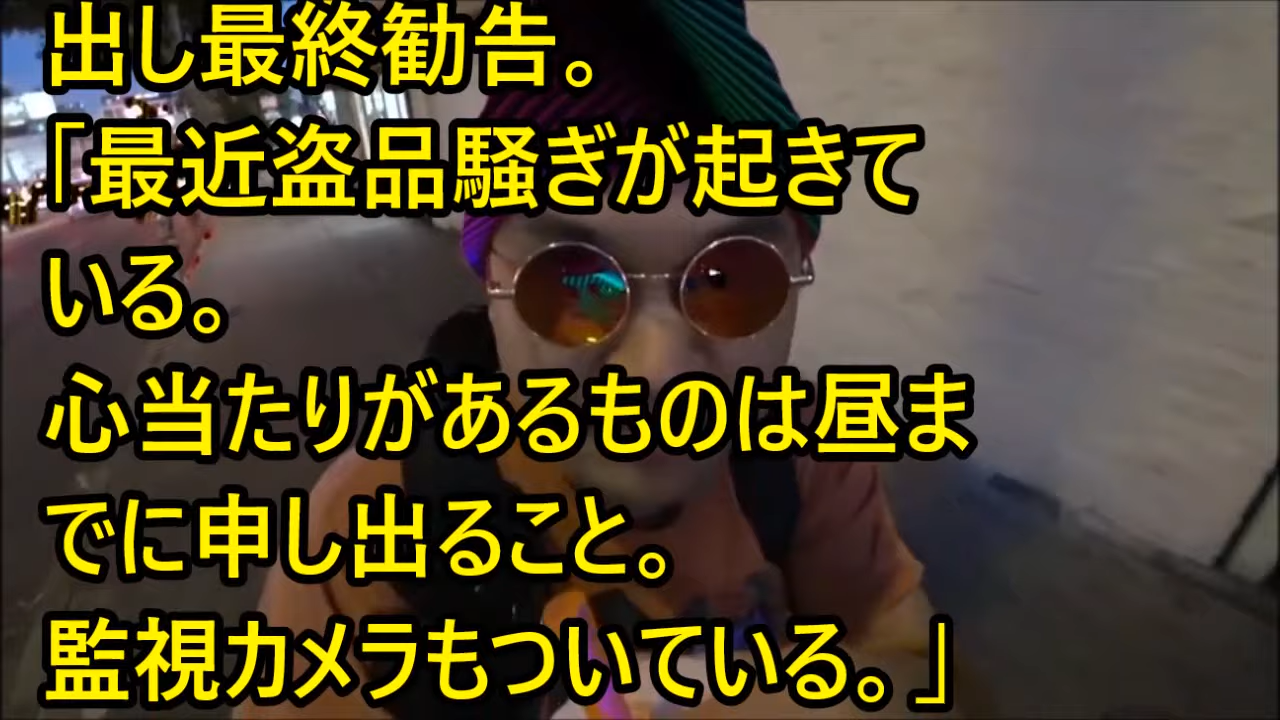 出し最終勧告。
「最近盗品騒ぎが起きて
いる。
心当たりがあるものは昼ま
でに申し出ること。
監視カメラもついている。」